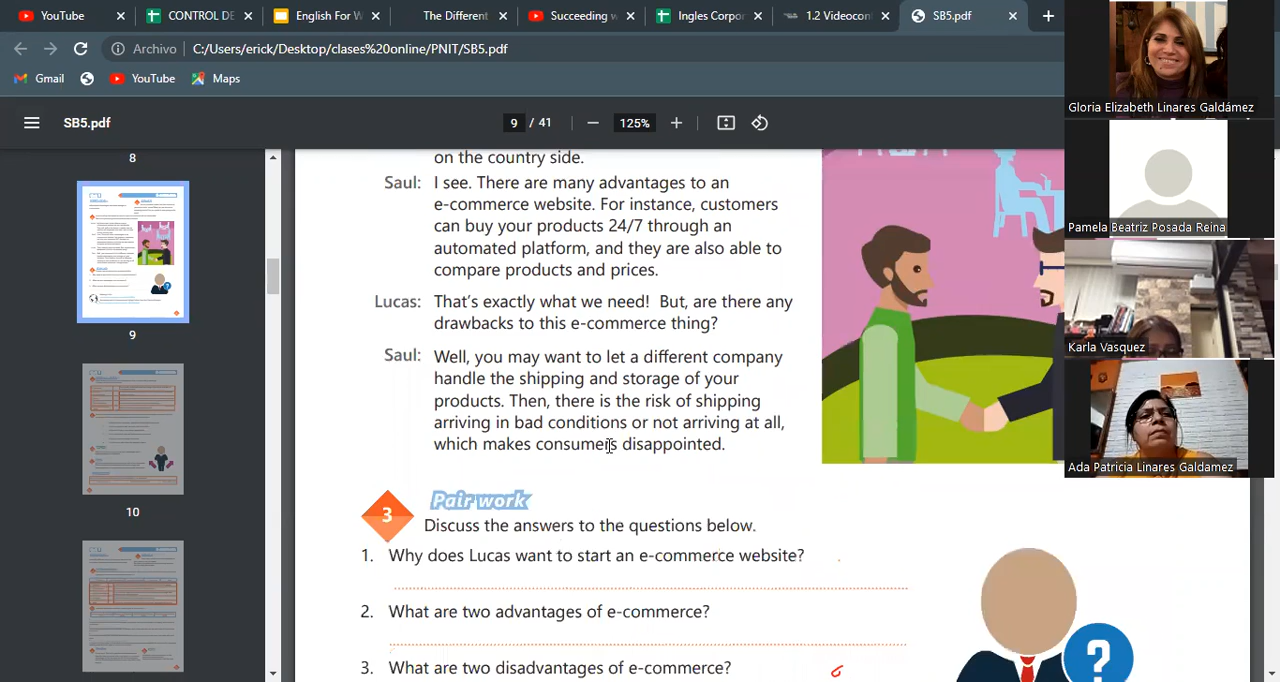 YouTube
CONTROL DE
English For W
The Different
Succeeding w
Ingles Corpor
1.2 Videocon
SB5.pdf
Archivo
C:/Users/erick/Desktop/clases%20online/PNIT/SB5.pdf
Gmail
YouTube
Maps
SB5.pdf
9 / 41
125%
8
9
10
on the country side.
Saul: I see. There are many advantages to an
e-commerce website. For instance, customers
can buy your products 24/7 through an
automated platform, and they are also able to
compare products and prices.
Lucas: That's exactly what we need! But, are there any
drawbacks to this e-commerce thing?
Saul: Well, you may want to let a different company
handle the shipping and storage of your
products. Then, there is the risk of shipping
arriving in bad conditions or not arriving at all,
which makes consumers disappointed.
3 Pair work
Discuss the answers to the questions below.
1. Why does Lucas want to start an e-commerce website?
2. What are two advantages of e-commerce?
3. What are two disadvantages of e-commerce?
?
Gloria Elizabeth Linares Galdámez
Pamela Beatriz Posada Reina
Karla Vasquez
Ada Patricia Linares Galdamez